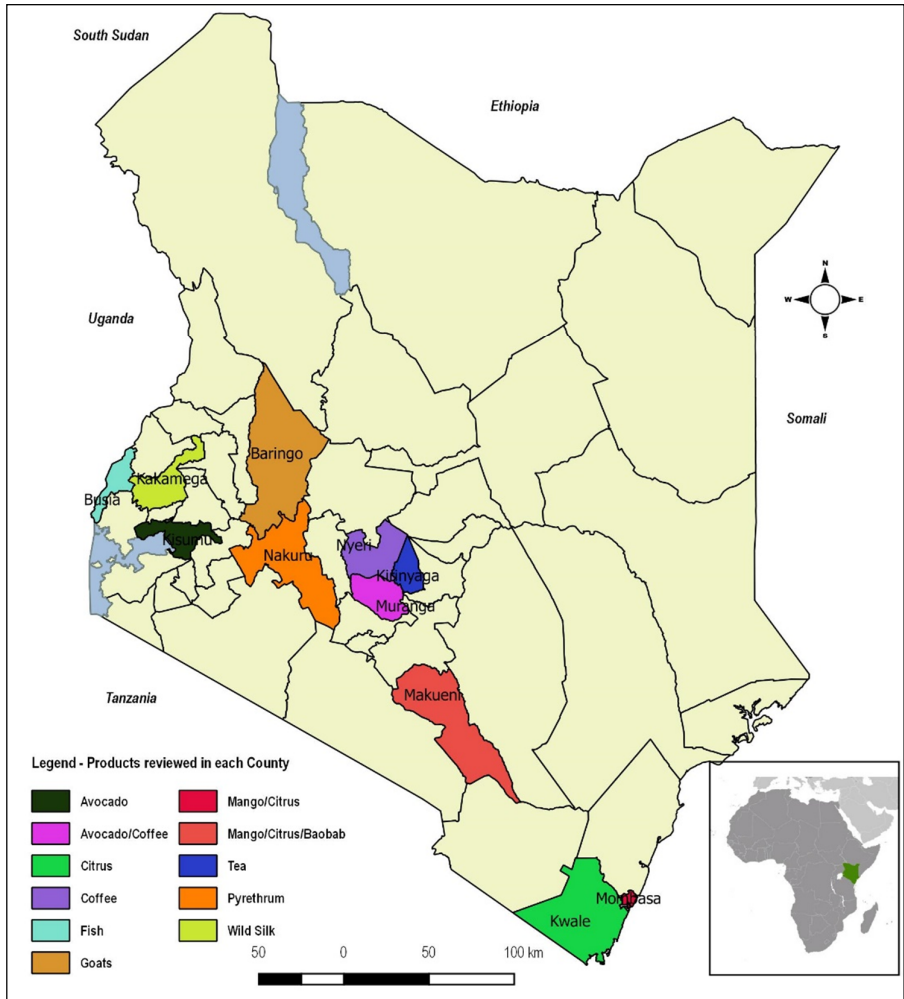 South Sudan
Ethiopia
N
W E
S
Uganda
Somali
Baringo
Kakamega
Busia
Kisumu
Nakuru
Nyeri
Kirinyaga
Muranga
Makueni
Tanzania
Legend - Products reviewed in each County
Avocado
Mango/Citrus
Avocado/Coffee
Mango/Citrus/Baobab
Citrus
Tea
Coffee
Pyrethrum
Fish
Wild Silk
Goats
Mombasa
Kwale
50 0 50 100 km